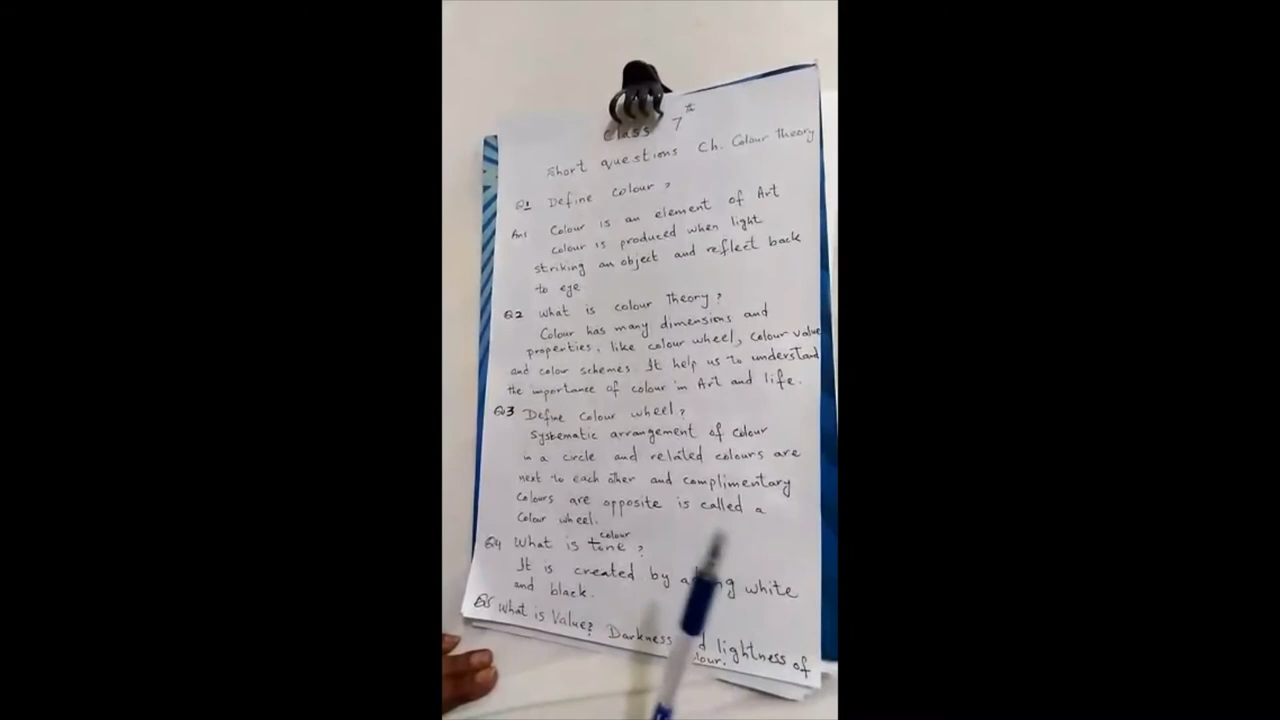 Class 7th
Short questions Ch. Colour theory
Q1 Define colour?
Ans Colour is an element of Art
colour is produced when light
striking an object and reflect back
to eye
Q2 What is colour theory?
Colour has many dimensions and
properties, like colour wheel, colour value
and colour schemes. It help us to understand
the importance of colour in Art and life.
Q3 Define colour wheel?
Systematic arrangement of colour
in a circle and related colours are
next to each other and complimentary
colours are opposite is called a
Colour wheel.
Q4 What is colour tone?
It is created by white
and black.
Q5 What is Value? Darkness lightness of